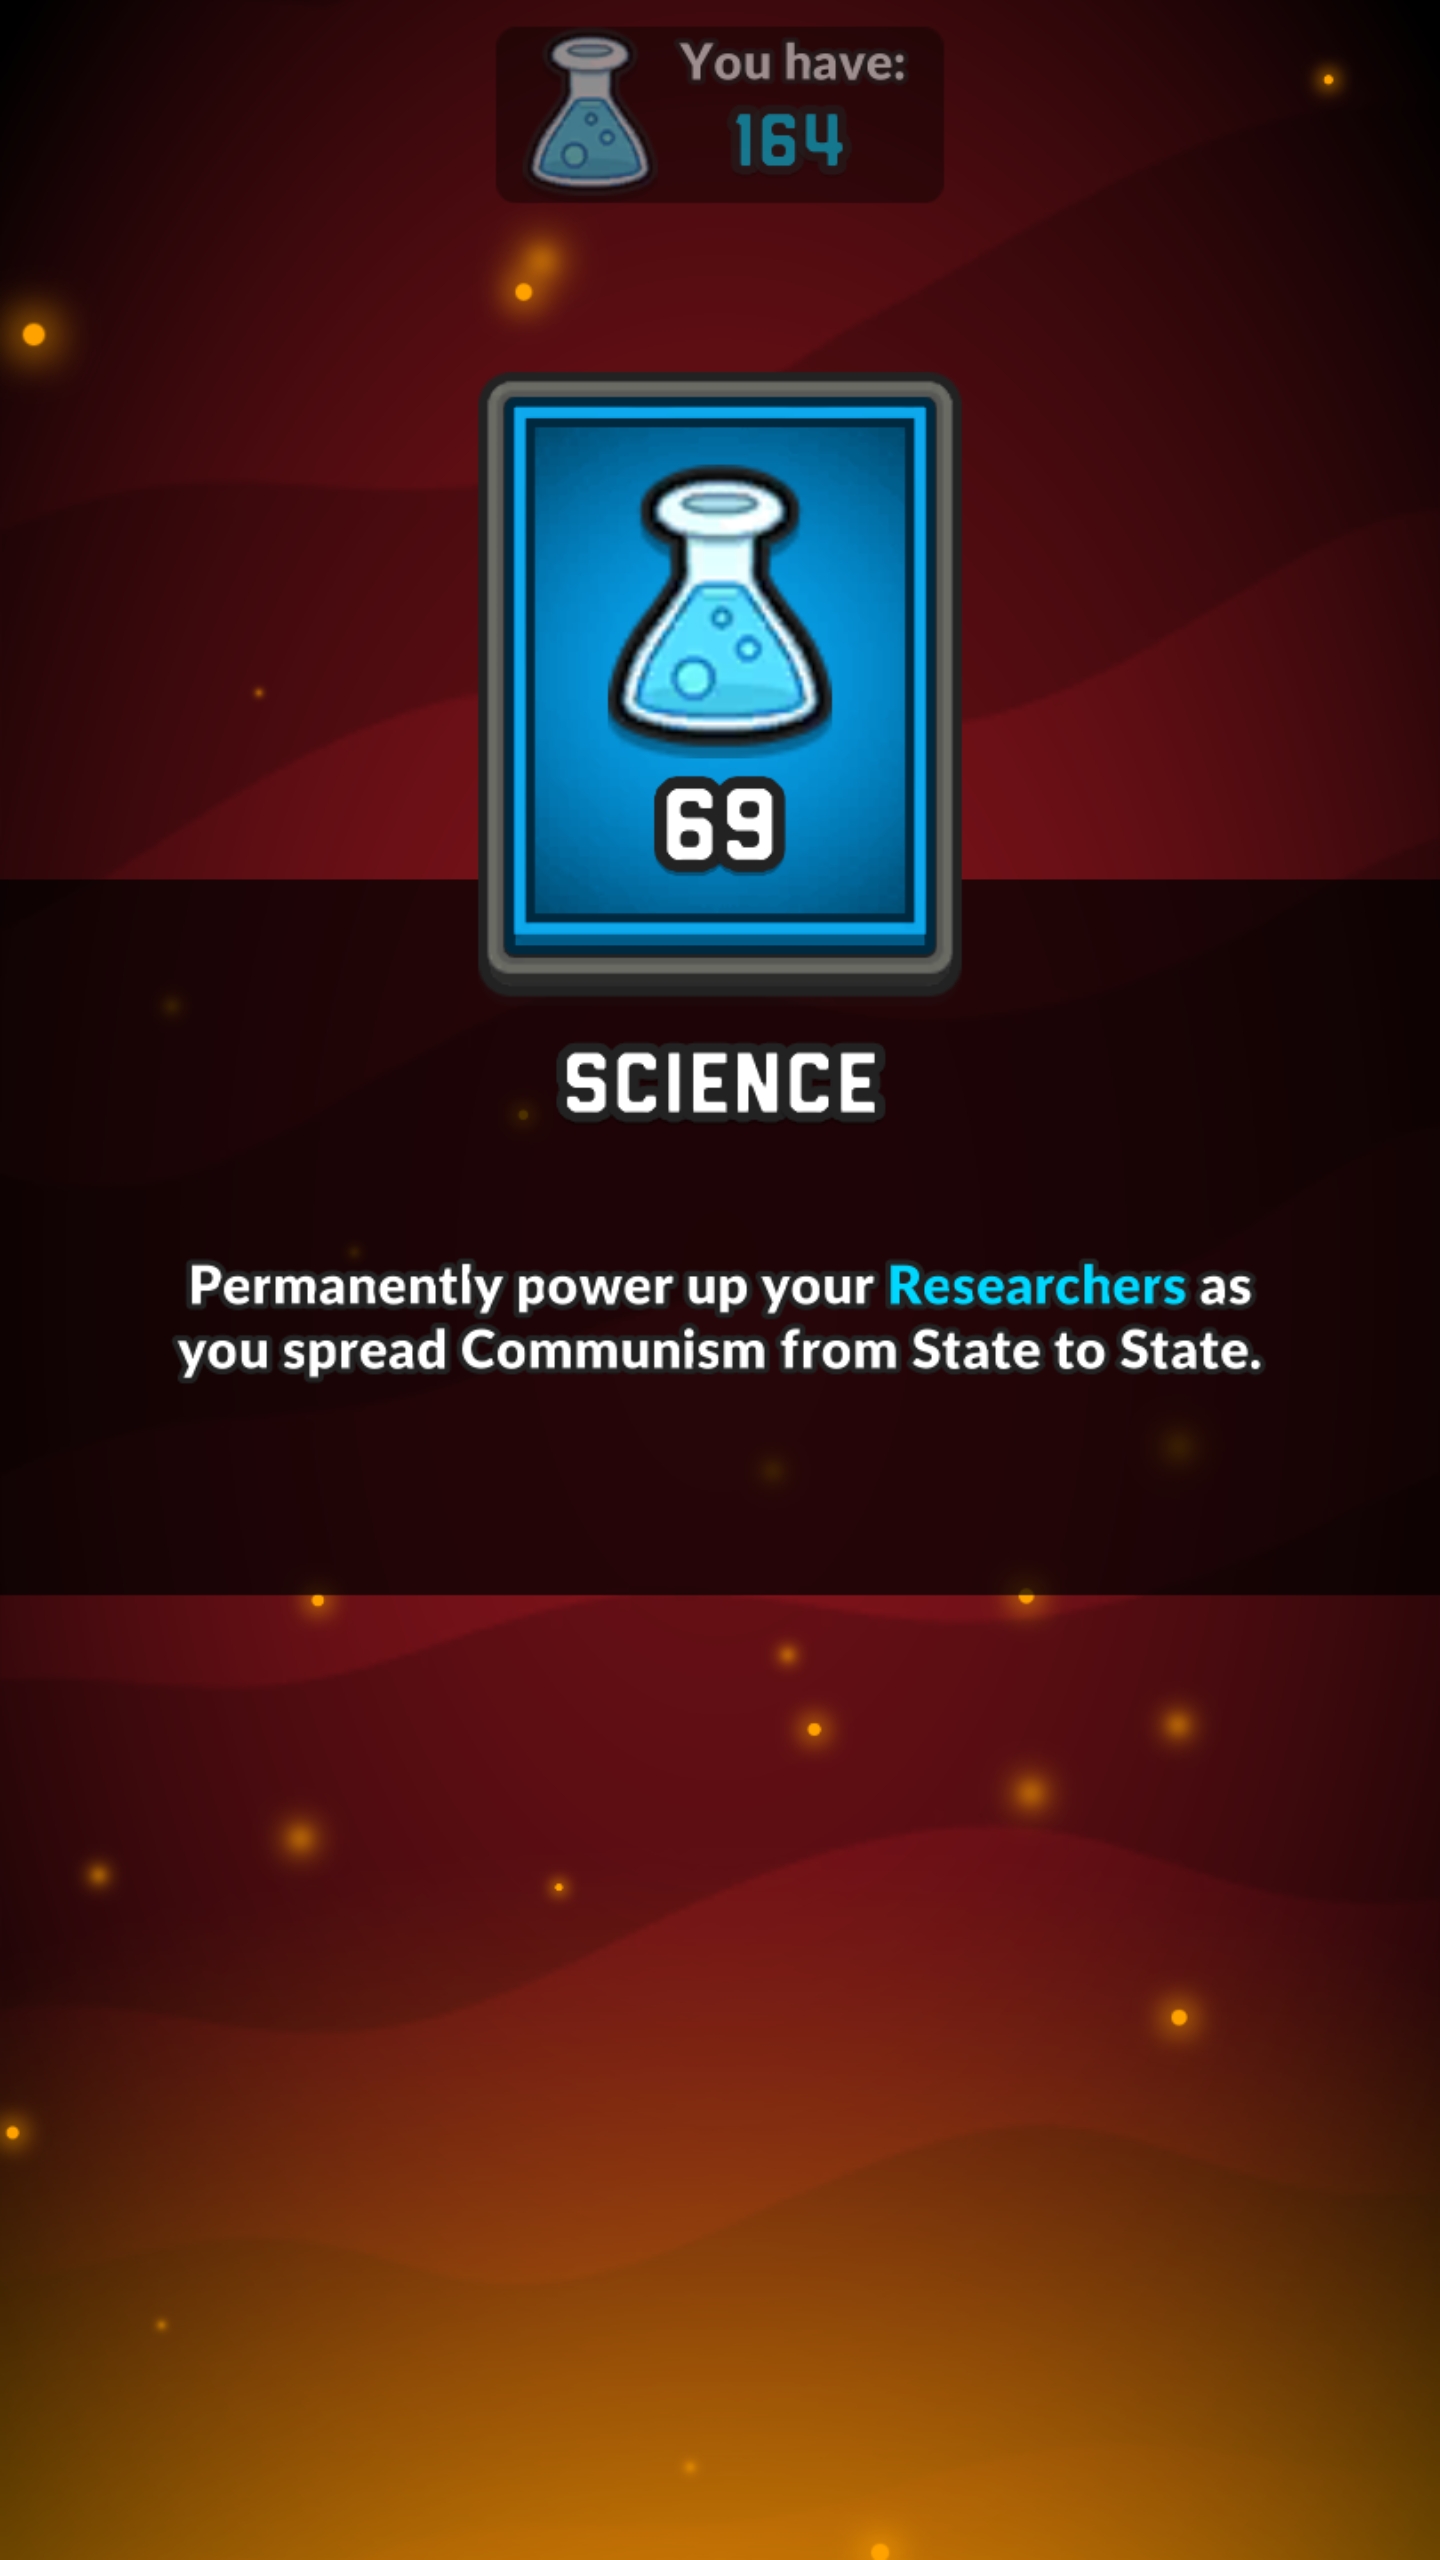 You have:
164
69
SCIENCE
Permanently power up your Researchers as
you spread Communism from State to State.